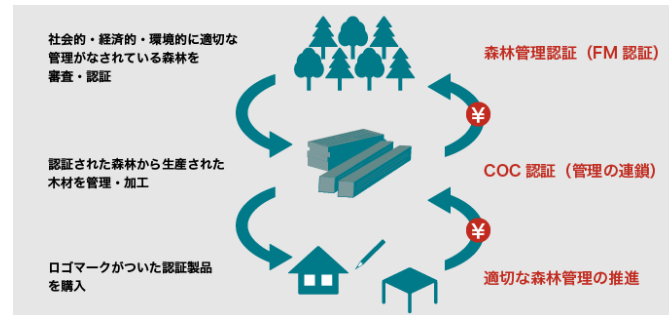 社会的・経済的・環境的に適切な
管理がなされている森林を
審査・認証
森林管理認証（FM 認証）
¥
認証された森林から生産された
木材を管理・加工
COC 認証（管理の連鎖）
¥
ロゴマークがついた認証製品
を購入
適切な森林管理の推進